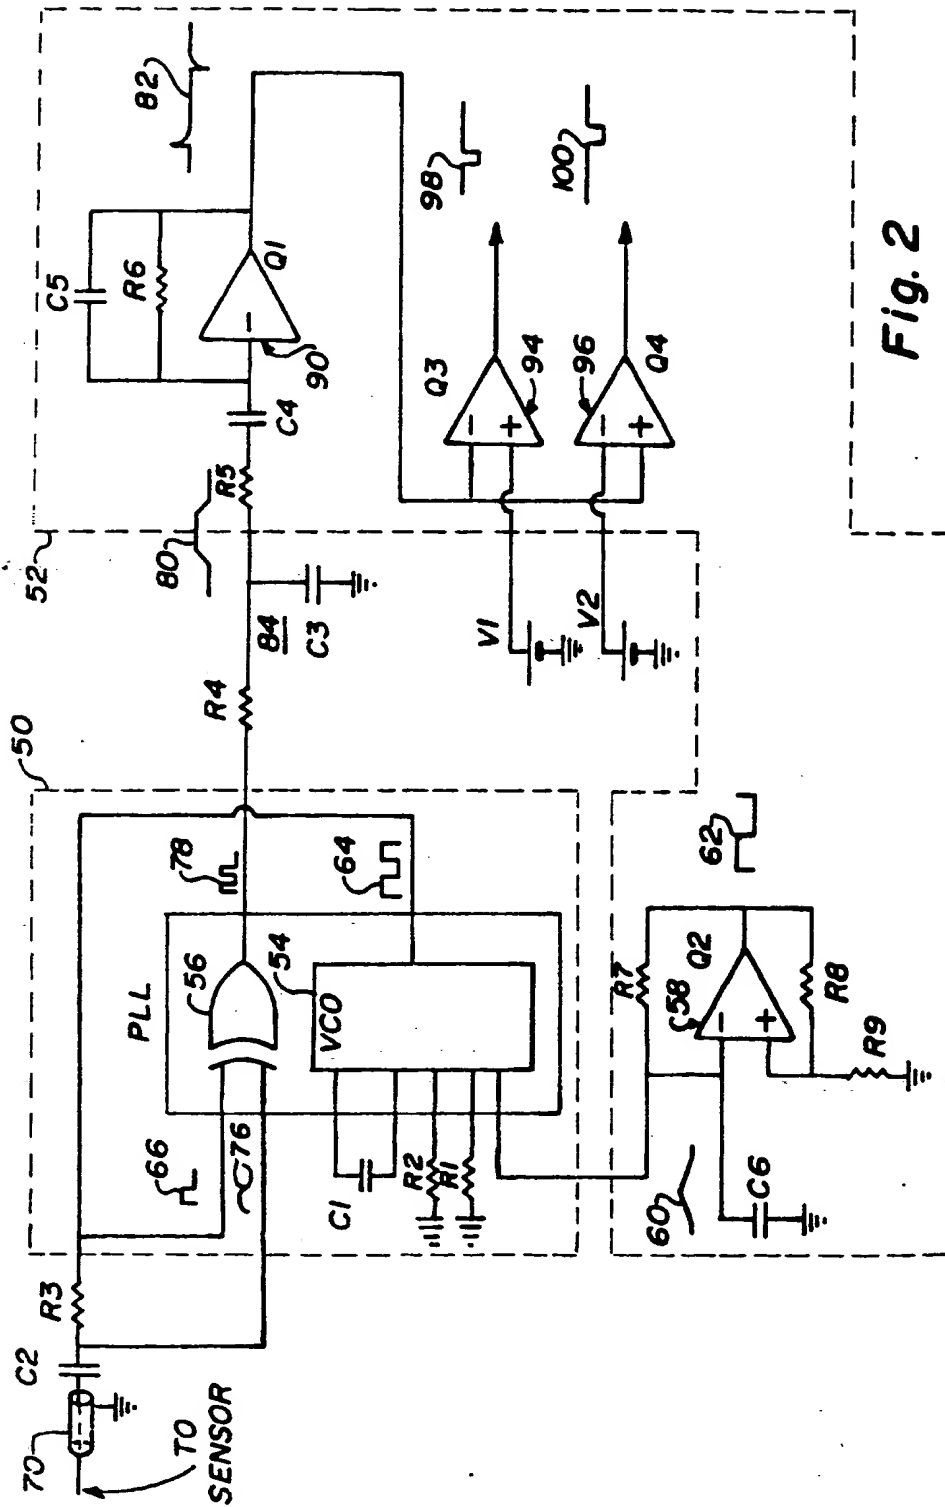 70
TO
SENSOR
C2
R3
66
76
PLL
56
54
VCO
C1
R2
R1
78
64
50
R4
84
C3
52
80
R5
C4
90
Q1
C5
R6
82
V1
V2
Q3
94
96
Q4
98
100
60
C6
R7
58
Q2
R8
R9
62
Fig. 2